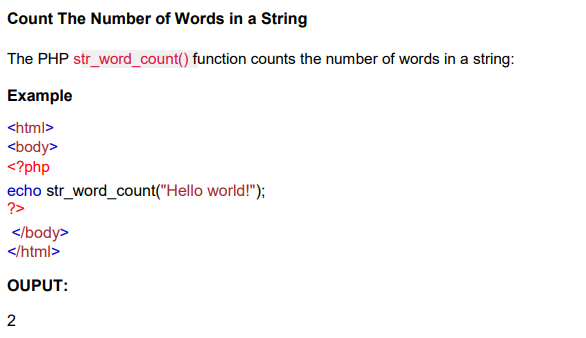 Count The Number of Words in a String
The PHP str_word_count() function counts the number of words in a string:
Example
<html>
<body>
<?php
echo str_word_count("Hello world!");
?>
</body>
</html>
OUPUT:
2